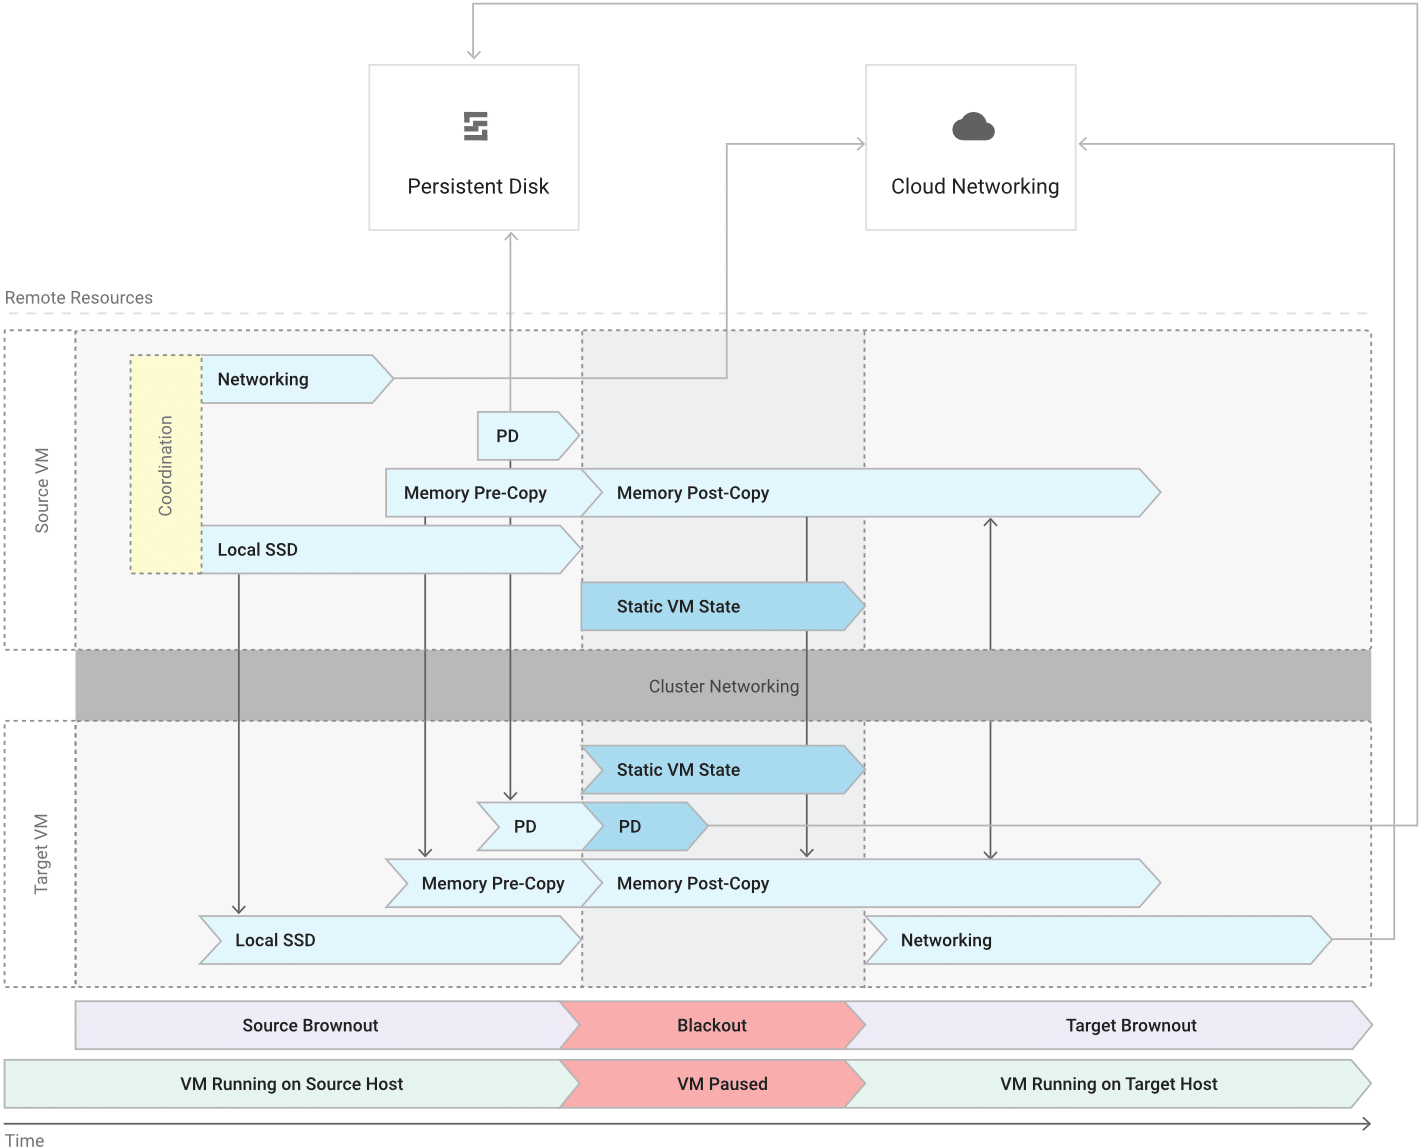 Persistent Disk
Cloud Networking
Remote Resources
Source VM
Coordination
Networking
PD
Memory Pre-Copy
Memory Post-Copy
Local SSD
Static VM State
Cluster Networking
Target VM
Static VM State
PD
PD
Memory Pre-Copy
Memory Post-Copy
Local SSD
Networking
Source Brownout
Blackout
Target Brownout
VM Running on Source Host
VM Paused
VM Running on Target Host
Time